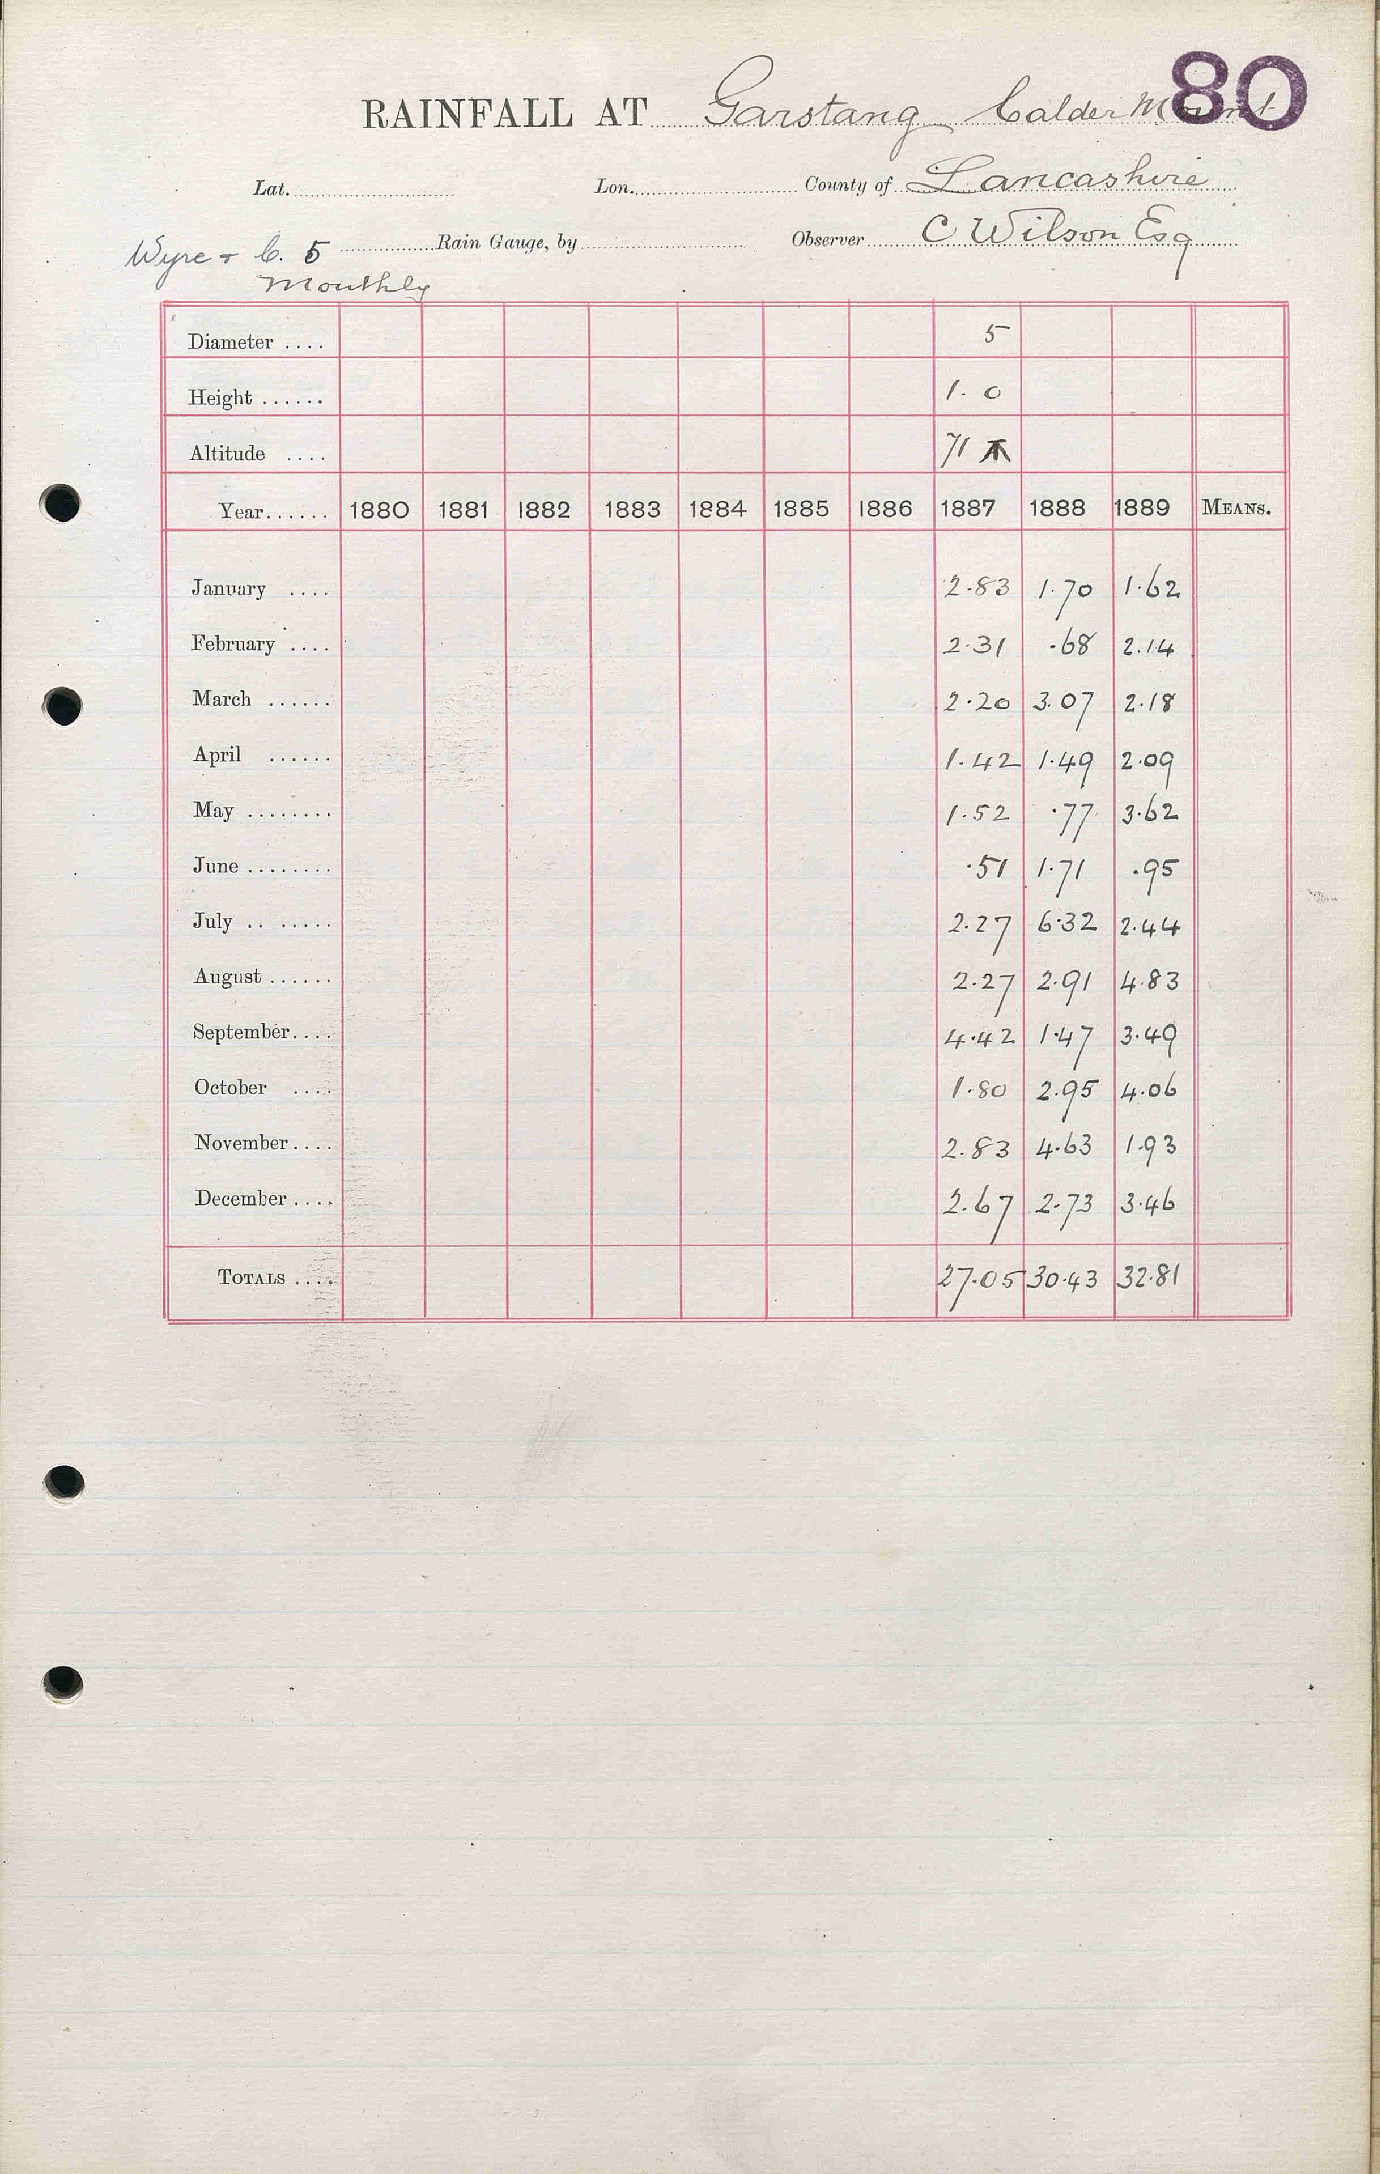 80
RAINFALL AT Garstang Calder Mount
Lat. Lon. County of Lancashire
Wyre & C. 5 Rain Gauge, by Observer C Wilson Esq
Monthly
Diameter .... 5
Height ...... 1. 0
Altitude .... 71
Year...... 1880 1881 1882 1883 1884 1885 1886 1887 1888 1889 MEANS.
January .... 2.83 1.70 1.62
February .... 2.31 .68 2.14
March ...... 2.20 3.07 2.18
April ...... 1.42 1.49 2.09
May ........ 1.52 .77 3.62
June ........ .51 1.71 .95
July .. ..... 2.27 6.32 2.44
August ...... 2.27 2.91 4.83
September.... 4.42 1.47 3.49
October .... 1.80 2.95 4.06
November.... 2.83 4.63 1.93
December .... 2.67 2.73 3.46
TOTALS .... 27.05 30.43 32.81